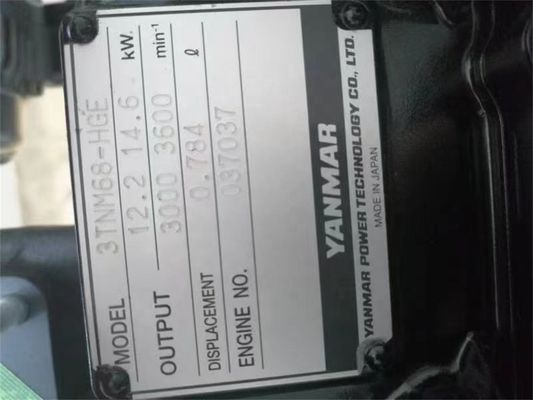 MODEL 3TNM68-HGE
OUTPUT 12.2 14.6 kW.
3000 3600 min⁻¹
DISPLACEMENT 0.784 ℓ
ENGINE NO. 037037
YANMAR
YANMAR POWER TECHNOLOGY CO., LTD.
MADE IN JAPAN